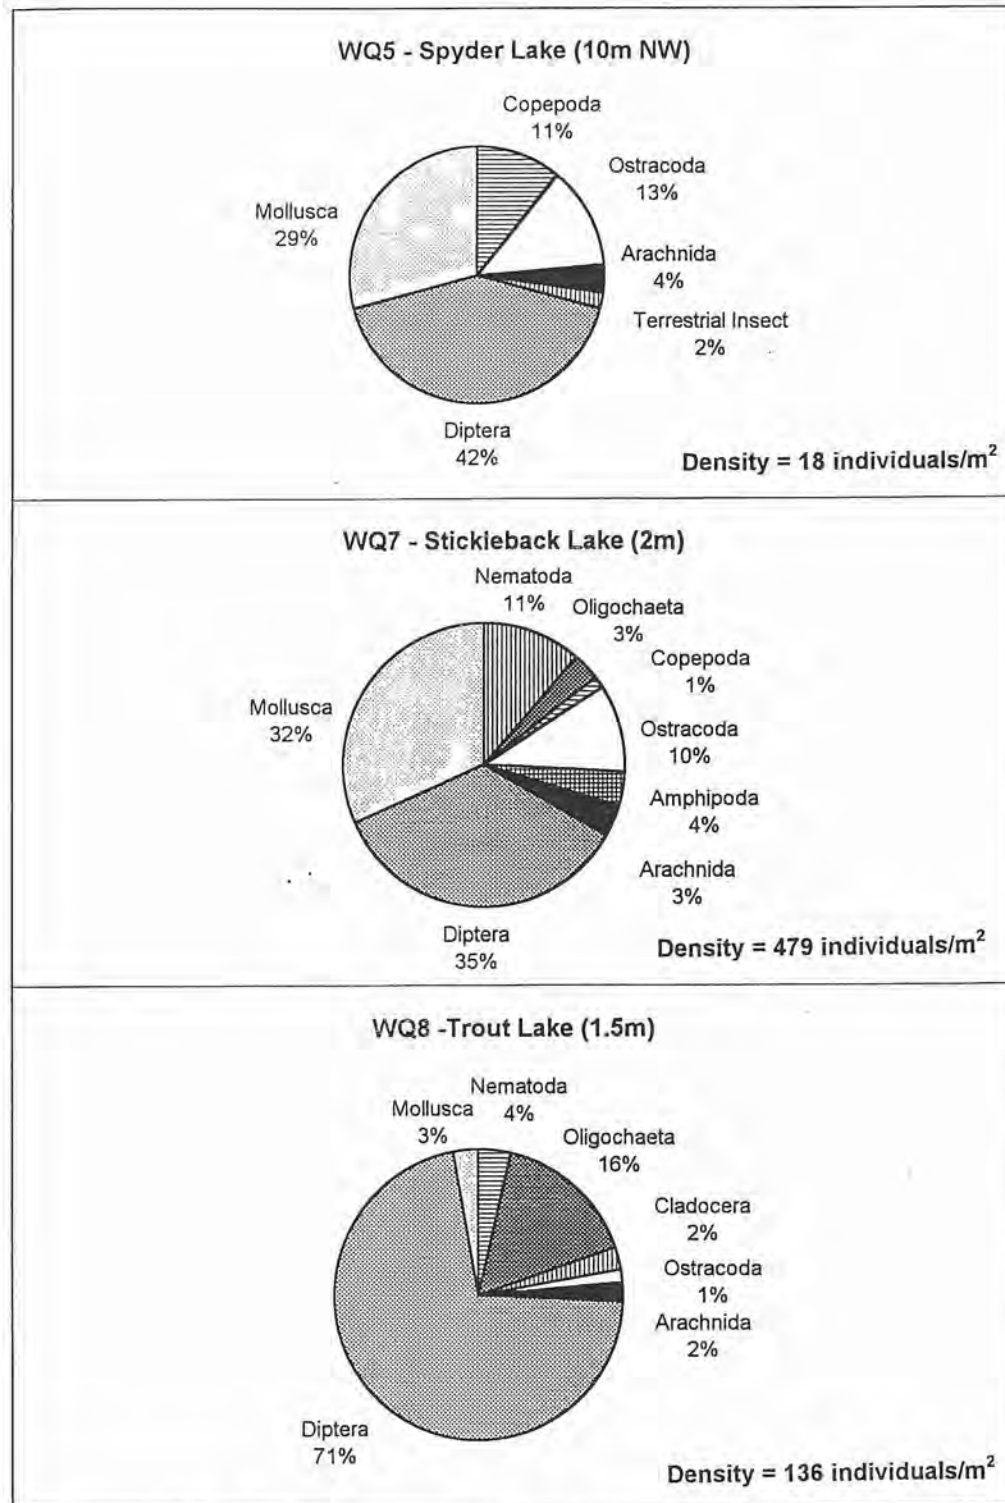 WQ5 - Spyder Lake (10m NW)
Copepoda
11%
Ostracoda
13%
Arachnida
4%
Terrestrial Insect
2%
Diptera
42%
Mollusca
29%
Density = 18 individuals/m²
WQ7 - Stickleback Lake (2m)
Nematoda
11%
Oligochaeta
3%
Copepoda
1%
Ostracoda
10%
Amphipoda
4%
Arachnida
3%
Diptera
35%
Mollusca
32%
Density = 479 individuals/m²
WQ8 -Trout Lake (1.5m)
Nematoda
4%
Oligochaeta
16%
Cladocera
2%
Ostracoda
1%
Arachnida
2%
Diptera
71%
Mollusca
3%
Density = 136 individuals/m²